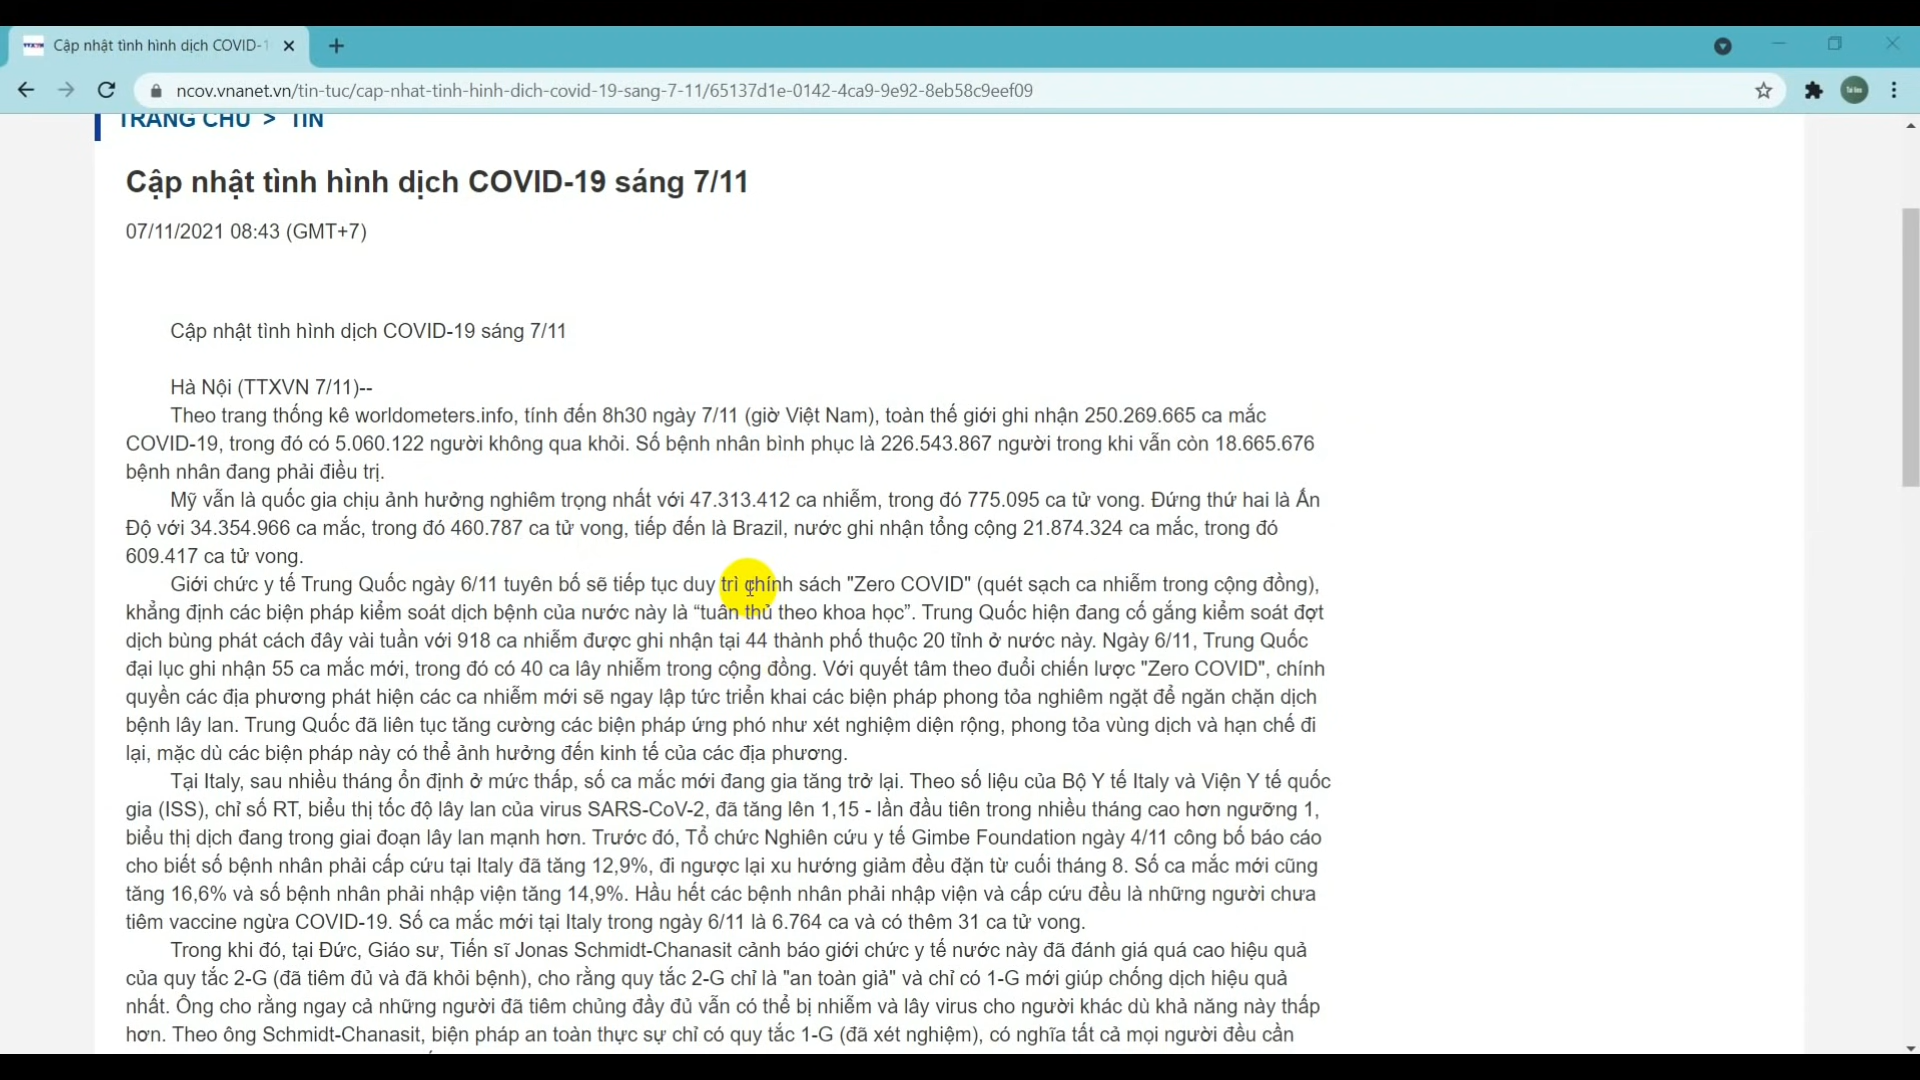 Cập nhật tình hình dịch COVID-1
ncov.vnanet.vn/tin-tuc/cap-nhat-tinh-hinh-dich-covid-19-sang-7-11/65137d1e-0142-4ca9-9e92-8eb58c9eef09
TRANG CHỦ > TIN
Cập nhật tình hình dịch COVID-19 sáng 7/11
07/11/2021 08:43 (GMT+7)
Cập nhật tình hình dịch COVID-19 sáng 7/11
Hà Nội (TTXVN 7/11)--
Theo trang thống kê worldometers.info, tính đến 8h30 ngày 7/11 (giờ Việt Nam), toàn thế giới ghi nhận 250.269.665 ca mắc
COVID-19, trong đó có 5.060.122 người không qua khỏi. Số bệnh nhân bình phục là 226.543.867 người trong khi vẫn còn 18.665.676
bệnh nhân đang phải điều trị.
Mỹ vẫn là quốc gia chịu ảnh hưởng nghiêm trọng nhất với 47.313.412 ca nhiễm, trong đó 775.095 ca tử vong. Đứng thứ hai là Ấn
Độ với 34.354.966 ca mắc, trong đó 460.787 ca tử vong, tiếp đến là Brazil, nước ghi nhận tổng cộng 21.874.324 ca mắc, trong đó
609.417 ca tử vong.
Giới chức y tế Trung Quốc ngày 6/11 tuyên bố sẽ tiếp tục duy trì chính sách "Zero COVID" (quét sạch ca nhiễm trong cộng đồng),
khẳng định các biện pháp kiểm soát dịch bệnh của nước này là “tuân thủ theo khoa học”. Trung Quốc hiện đang cố gắng kiểm soát đợt
dịch bùng phát cách đây vài tuần với 918 ca nhiễm được ghi nhận tại 44 thành phố thuộc 20 tỉnh ở nước này. Ngày 6/11, Trung Quốc
đại lục ghi nhận 55 ca mắc mới, trong đó có 40 ca lây nhiễm trong cộng đồng. Với quyết tâm theo đuổi chiến lược "Zero COVID", chính
quyền các địa phương phát hiện các ca nhiễm mới sẽ ngay lập tức triển khai các biện pháp phong tỏa nghiêm ngặt để ngăn chặn dịch
bệnh lây lan. Trung Quốc đã liên tục tăng cường các biện pháp ứng phó như xét nghiệm diện rộng, phong tỏa vùng dịch và hạn chế đi
lại, mặc dù các biện pháp này có thể ảnh hưởng đến kinh tế của các địa phương.
Tại Italy, sau nhiều tháng ổn định ở mức thấp, số ca mắc mới đang gia tăng trở lại. Theo số liệu của Bộ Y tế Italy và Viện Y tế quốc
gia (ISS), chỉ số RT, biểu thị tốc độ lây lan của virus SARS-CoV-2, đã tăng lên 1,15 - lần đầu tiên trong nhiều tháng cao hơn ngưỡng 1,
biểu thị dịch đang trong giai đoạn lây lan mạnh hơn. Trước đó, Tổ chức Nghiên cứu y tế Gimbe Foundation ngày 4/11 công bố báo cáo
cho biết số bệnh nhân phải cấp cứu tại Italy đã tăng 12,9%, đi ngược lại xu hướng giảm đều đặn từ cuối tháng 8. Số ca mắc mới cũng
tăng 16,6% và số bệnh nhân phải nhập viện tăng 14,9%. Hầu hết các bệnh nhân phải nhập viện và cấp cứu đều là những người chưa
tiêm vaccine ngừa COVID-19. Số ca mắc mới tại Italy trong ngày 6/11 là 6.764 ca và có thêm 31 ca tử vong.
Trong khi đó, tại Đức, Giáo sư, Tiến sĩ Jonas Schmidt-Chanasit cảnh báo giới chức y tế nước này đã đánh giá quá cao hiệu quả
của quy tắc 2-G (đã tiêm đủ và đã khỏi bệnh), cho rằng quy tắc 2-G chỉ là "an toàn giả" và chỉ có 1-G mới giúp chống dịch hiệu quả
nhất. Ông cho rằng ngay cả những người đã tiêm chủng đầy đủ vẫn có thể bị nhiễm và lây virus cho người khác dù khả năng này thấp
hơn. Theo ông Schmidt-Chanasit, biện pháp an toàn thực sự chỉ có quy tắc 1-G (đã xét nghiệm), có nghĩa tất cả mọi người đều cần